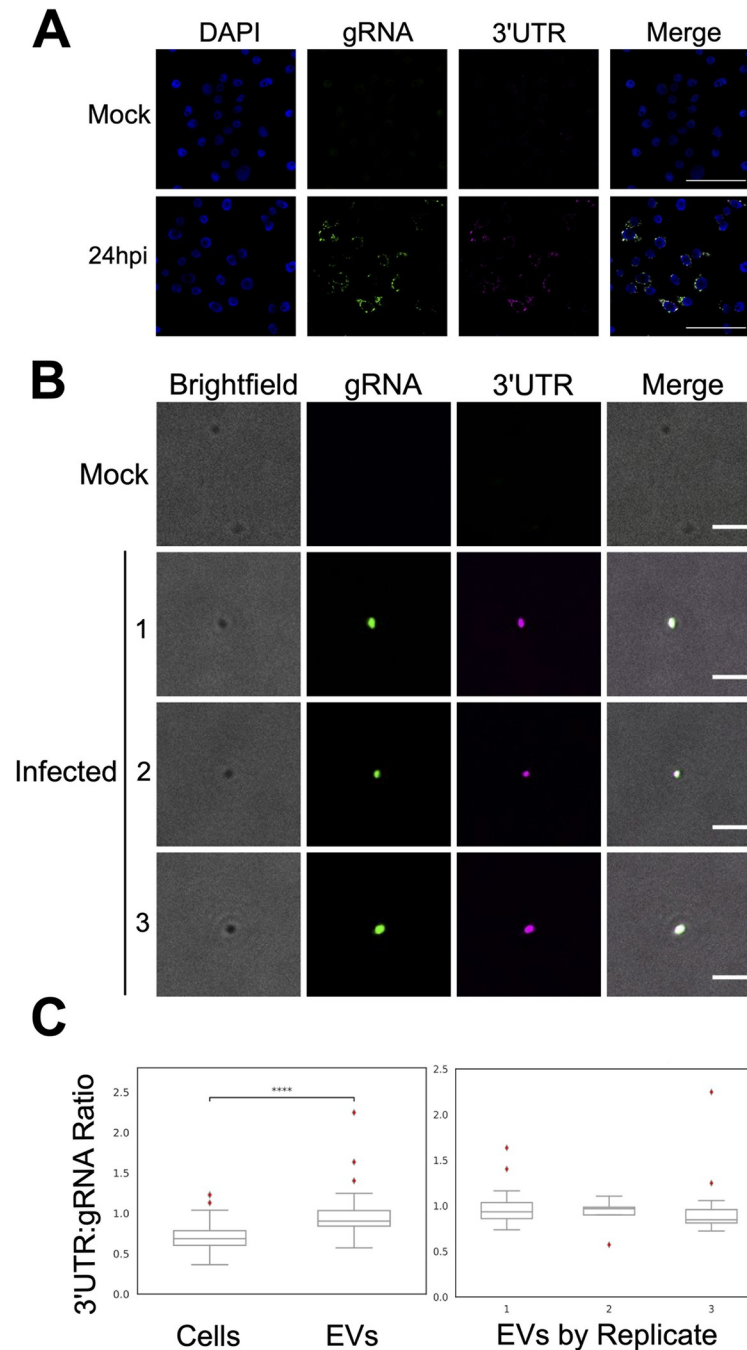 A
DAPI gRNA 3'UTR Merge
Mock
24hpi
B
Brightfield gRNA 3'UTR Merge
Mock
1
Infected 2
3
C
3'UTR:gRNA Ratio
2.5
2.0
1.5
1.0
0.5
0.0
****
Cells EVs
2.5
2.0
1.5
1.0
0.5
0.0
1 2 3
EVs by Replicate